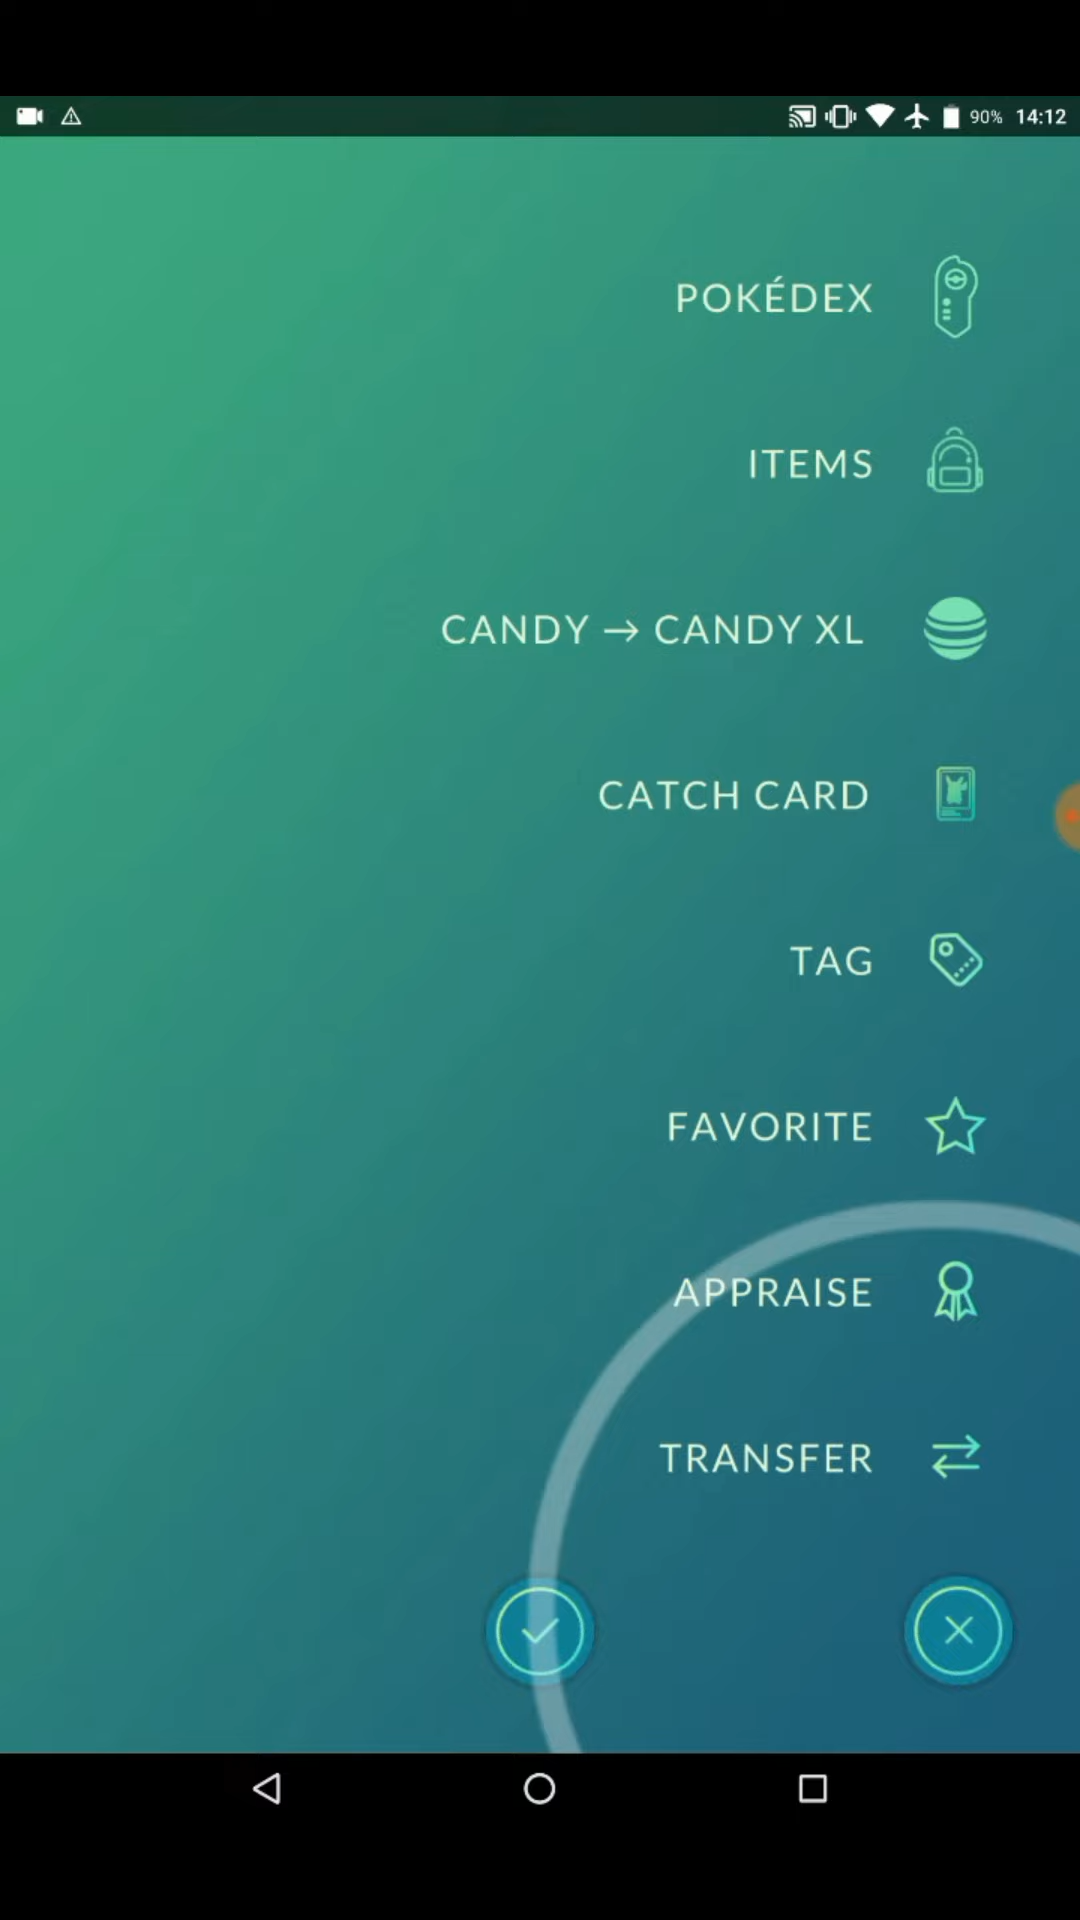 90% 14:12
POKÉDEX
ITEMS
CANDY → CANDY XL
CATCH CARD
TAG
FAVORITE
APPRAISE
TRANSFER